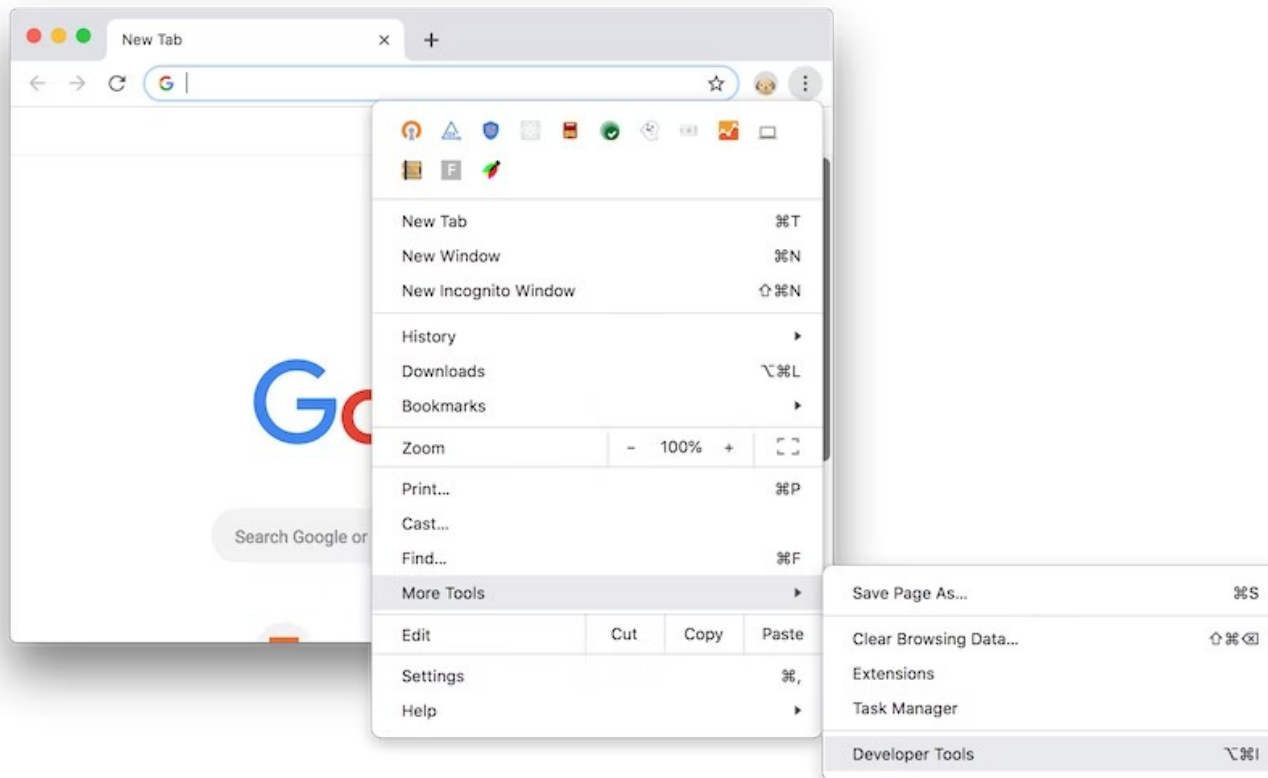 New Tab
New Tab ⌘T
New Window ⌘N
New Incognito Window ⇧⌘N
History
Downloads ⌥⌘L
Bookmarks
Zoom - 100% +
Print... ⌘P
Cast...
Search Google or
Find... ⌘F
More Tools
Edit Cut Copy Paste
Settings ⌘,
Help
Save Page As... ⌘S
Clear Browsing Data... ⇧⌘⌫
Extensions
Task Manager
Developer Tools ⌥⌘I
G
F